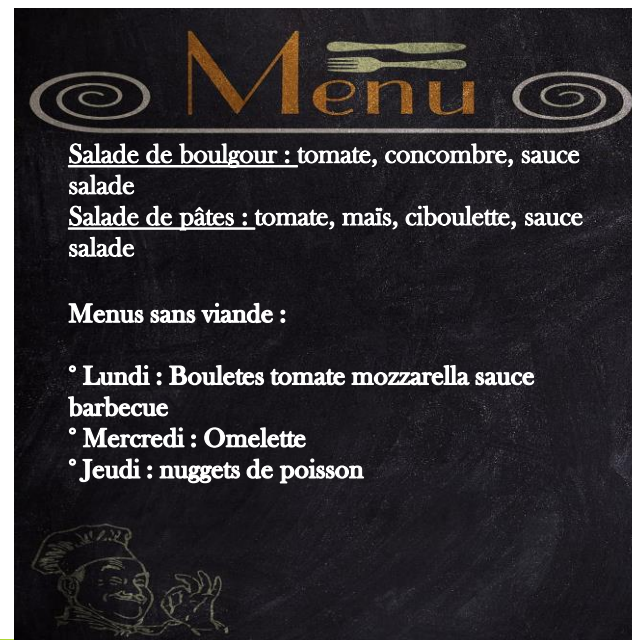 Menu
Salade de boulgour : tomate, concombre, sauce
salade
Salade de pâtes : tomate, maïs, ciboulette, sauce
salade
Menus sans viande :
° Lundi : Bouletes tomate mozzarella sauce
barbecue
° Mercredi : Omelette
° Jeudi : nuggets de poisson